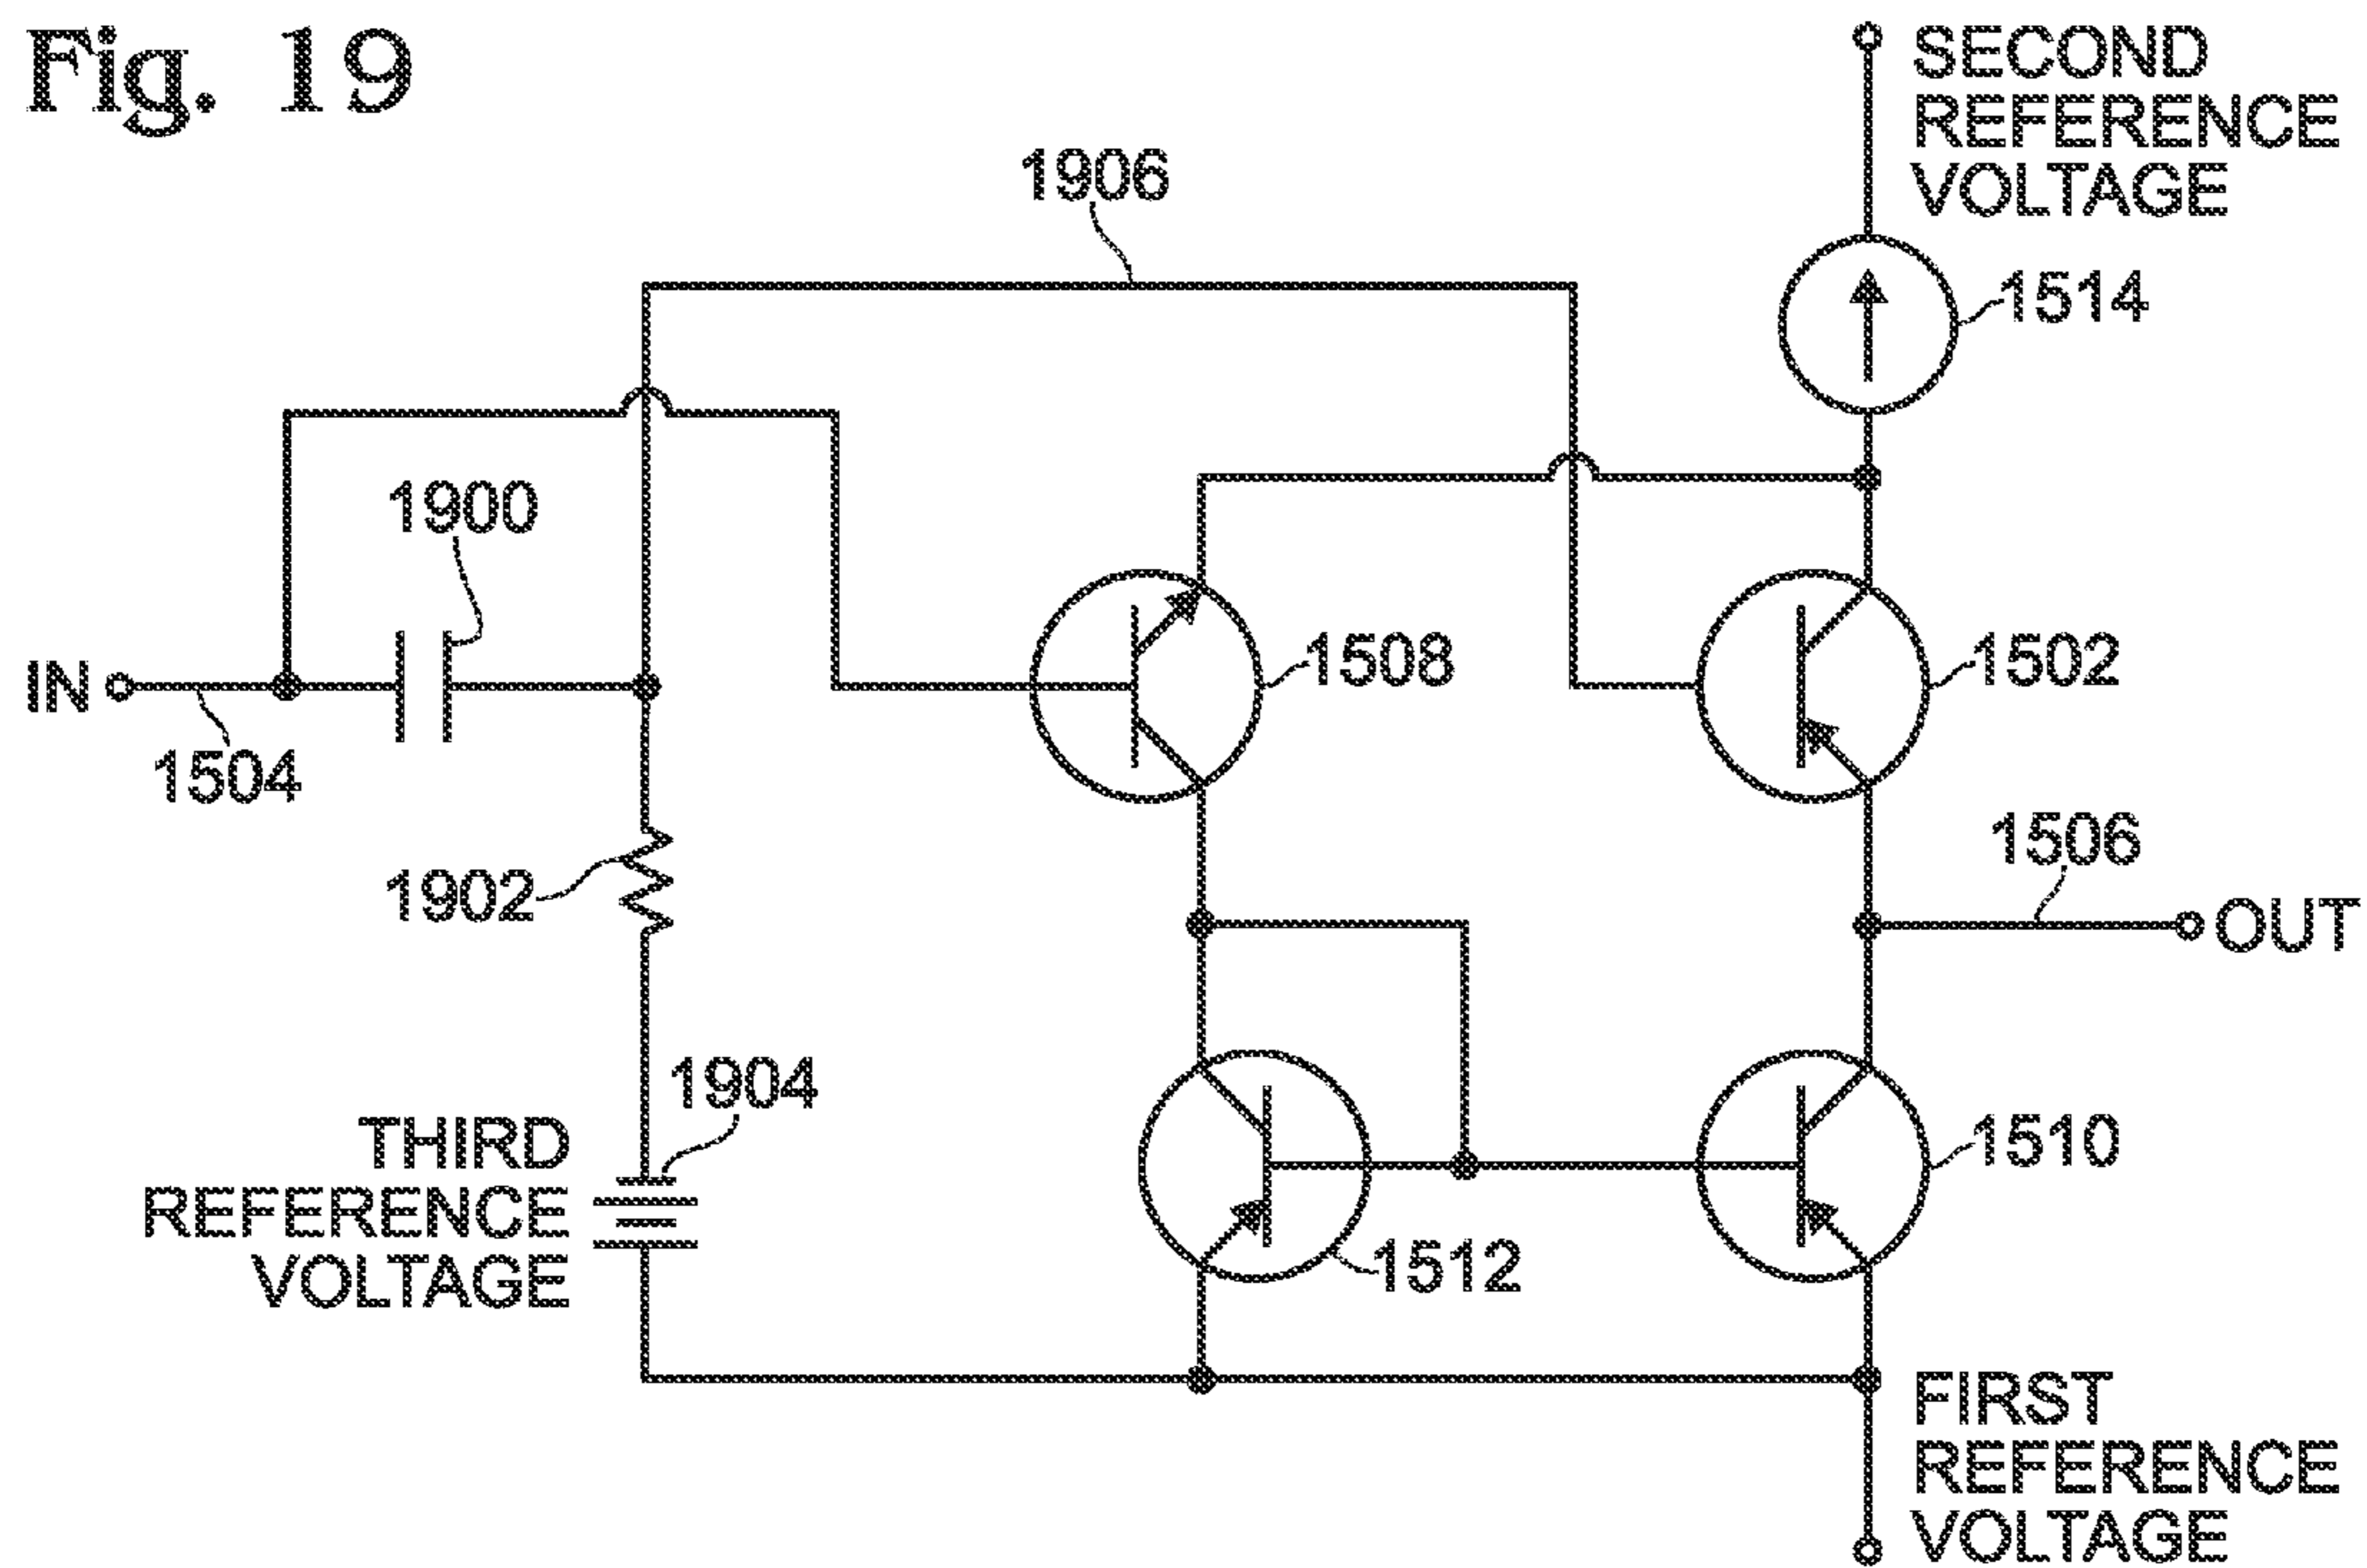 Fig. 19
SECOND
REFERENCE
VOLTAGE
1906
1514
1900
1508
1502
IN
1504
1506
1902
OUT
1904
THIRD
REFERENCE
VOLTAGE
1510
1512
FIRST
REFERENCE
VOLTAGE